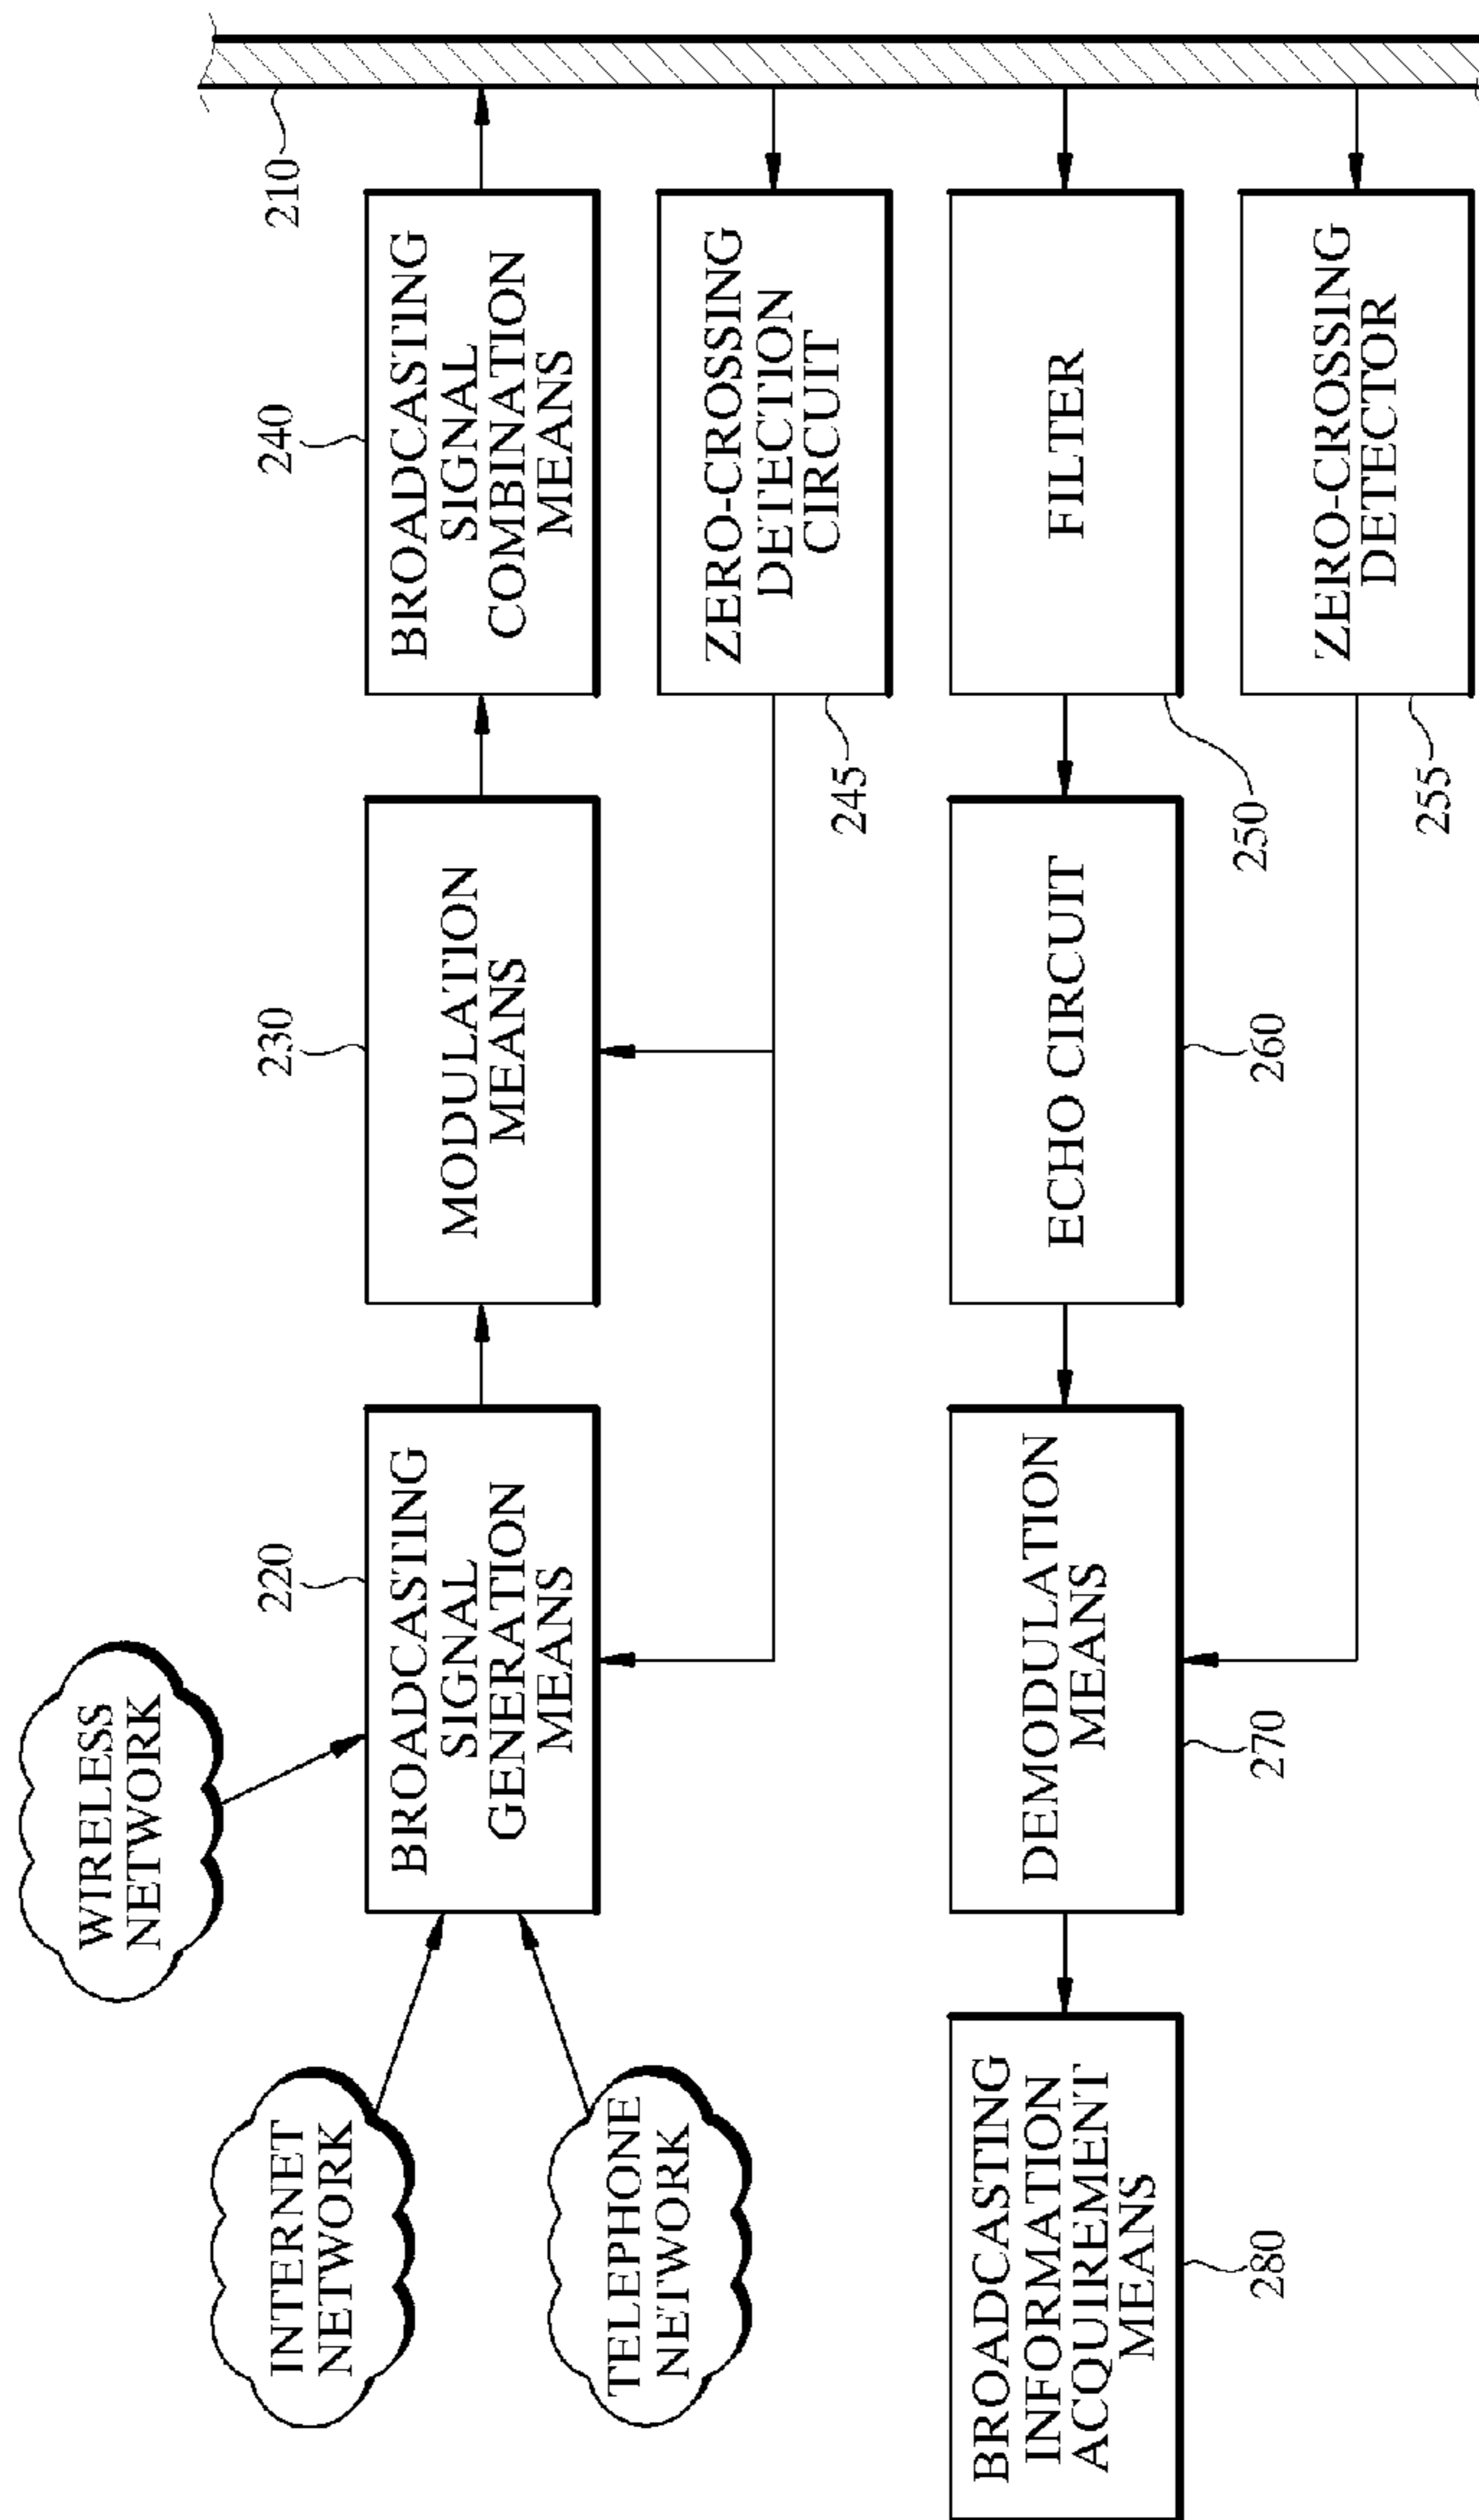 WIRELESS
NETWORK
INTERNET
NETWORK
TELEPHONE
NETWORK
220
BROADCASTING
SIGNAL
GENERATION
MEANS
230
MODULATION
MEANS
240
BROADCASTING
SIGNAL
COMBINATION
MEANS
210
ZERO-CROSSING
DETECTION
CIRCUIT
245
BROADCASTING
INFORMATION
ACQUIREMENT
MEANS
280
DEMODULATION
MEANS
270
ECHO CIRCUIT
260
FILTER
250
ZERO-CROSSING
DETECTOR
255